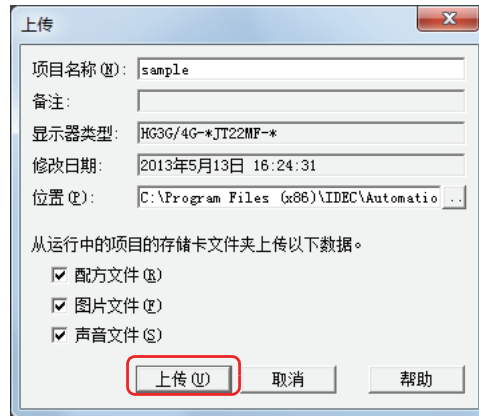 上传
项目名称(N): sample
备注:
显示器类型: HG3G/4G-*JT22MF-*
修改日期: 2013年5月13日 16:24:31
位置(P): C:\Program Files (x86)\IDEC\Automatio ..
从运行中的项目的存储卡文件夹上传以下数据。
配方文件(R)
图片文件(F)
声音文件(S)
上传(U) 取消 帮助